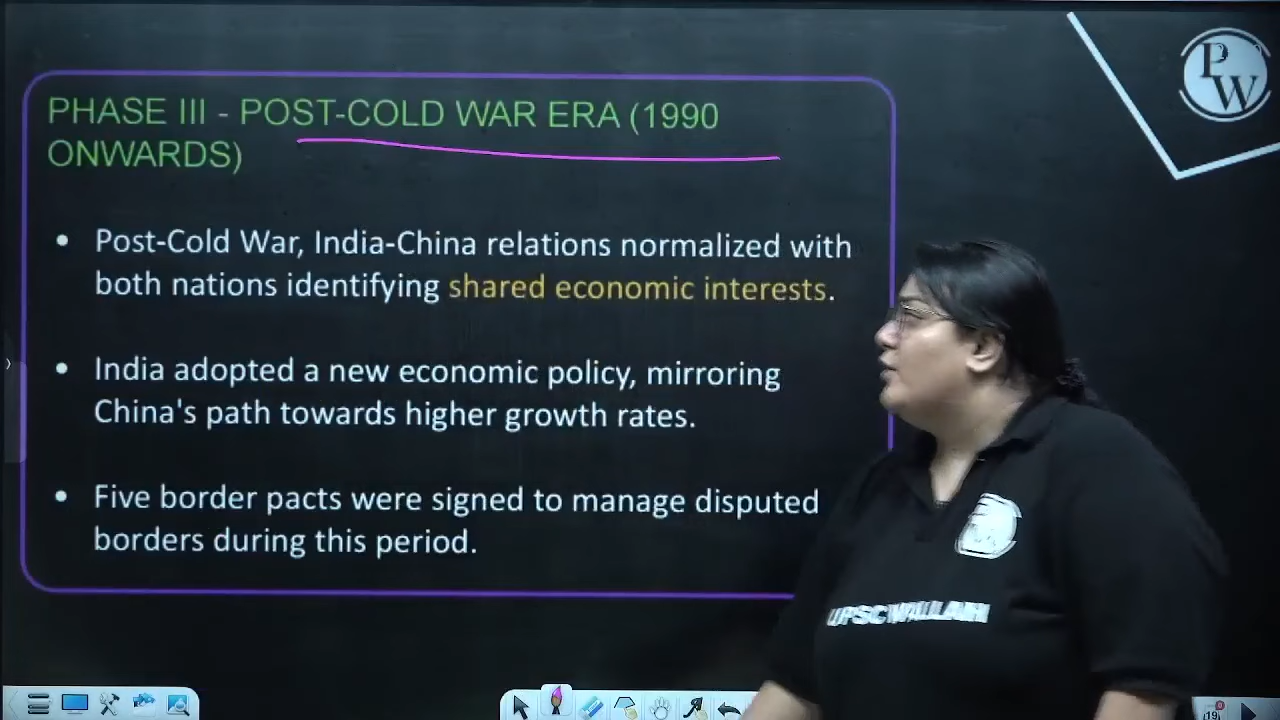 PHASE III - POST-COLD WAR ERA (1990
ONWARDS)
• Post-Cold War, India-China relations normalized with
both nations identifying shared economic interests.
• India adopted a new economic policy, mirroring
China's path towards higher growth rates.
• Five border pacts were signed to manage disputed
borders during this period.
PW
UPSC WALLAH